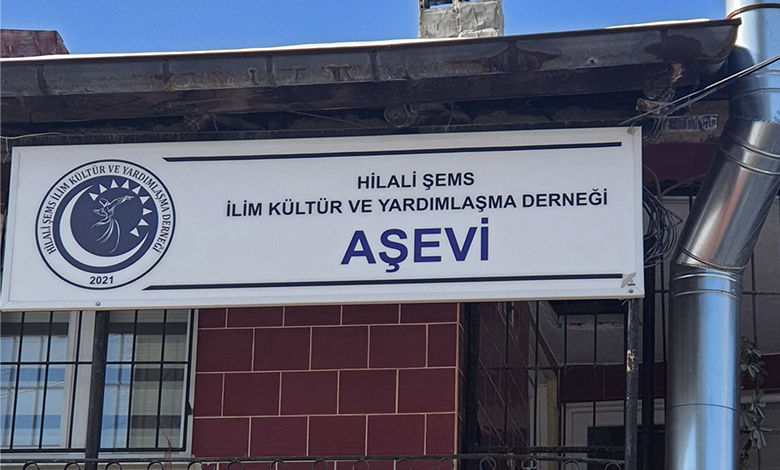 HİLALİ ŞEMS İLİM KÜLTÜR VE YARDIMLAŞMA DERNEĞİ
2021
HİLALİ ŞEMS
İLİM KÜLTÜR VE YARDIMLAŞMA DERNEĞİ
AŞEVİ